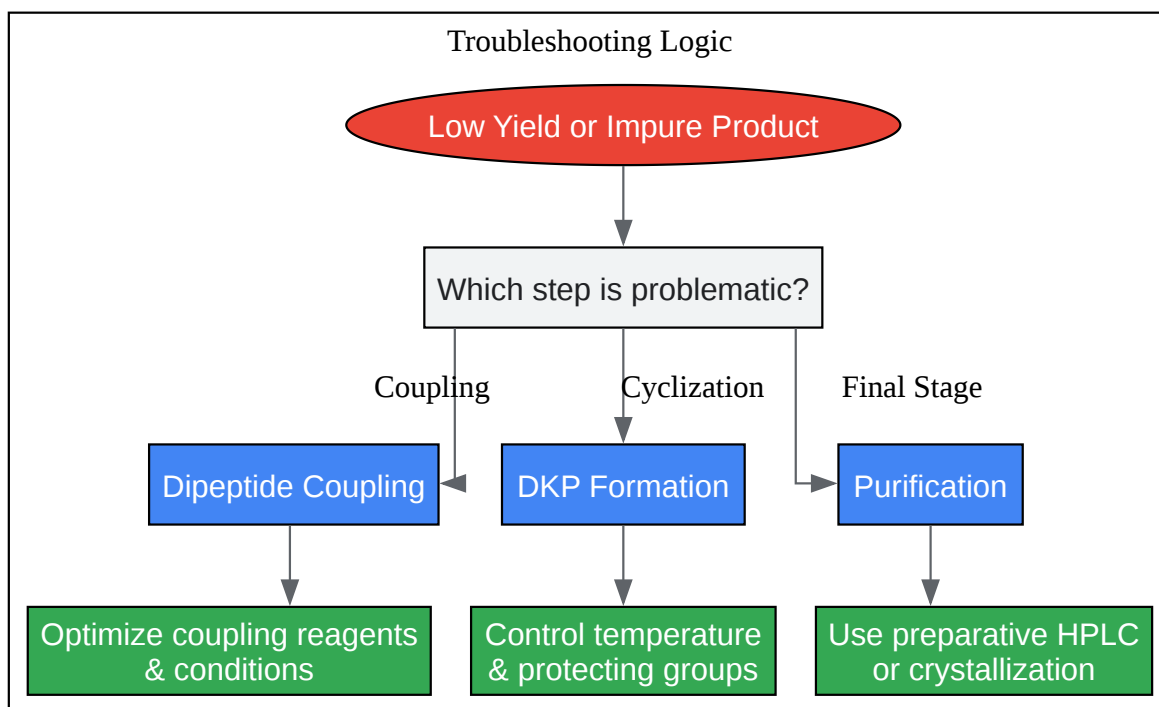 Troubleshooting Logic
Low Yield or Impure Product
Which step is problematic?
Coupling
Cyclization
Final Stage
Dipeptide Coupling
DKP Formation
Purification
Optimize coupling reagents
& conditions
Control temperature
& protecting groups
Use preparative HPLC
or crystallization